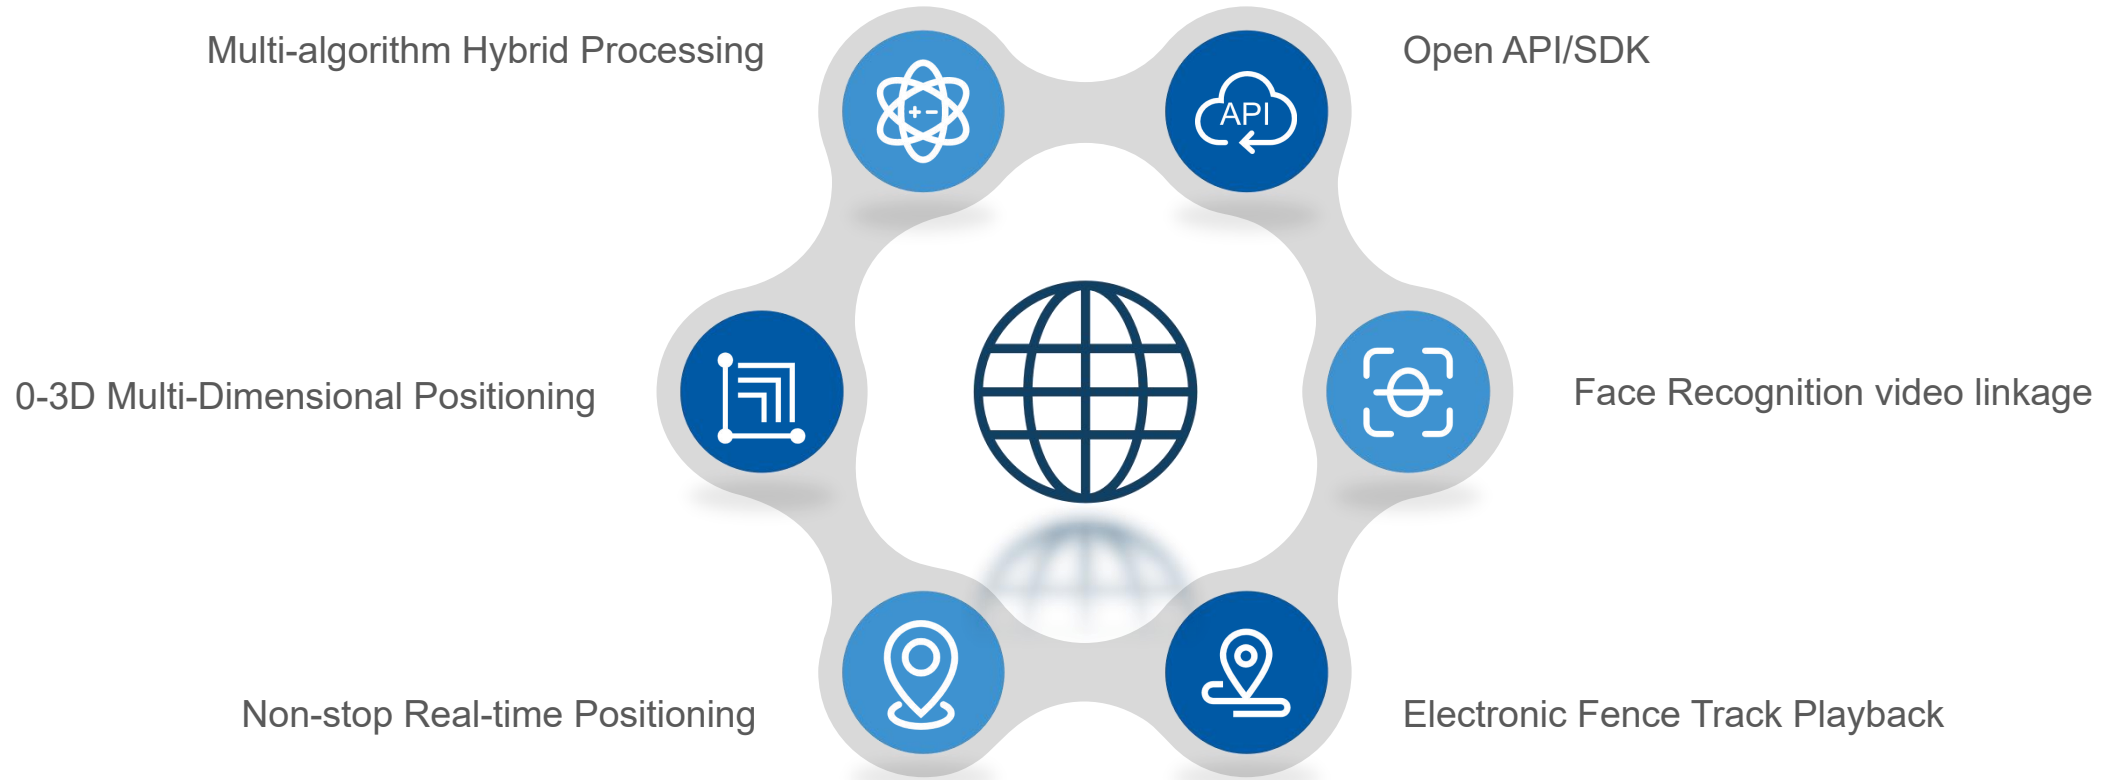 Multi-algorithm Hybrid Processing
Open API/SDK
API
0-3D Multi-Dimensional Positioning
Face Recognition video linkage
Non-stop Real-time Positioning
Electronic Fence Track Playback